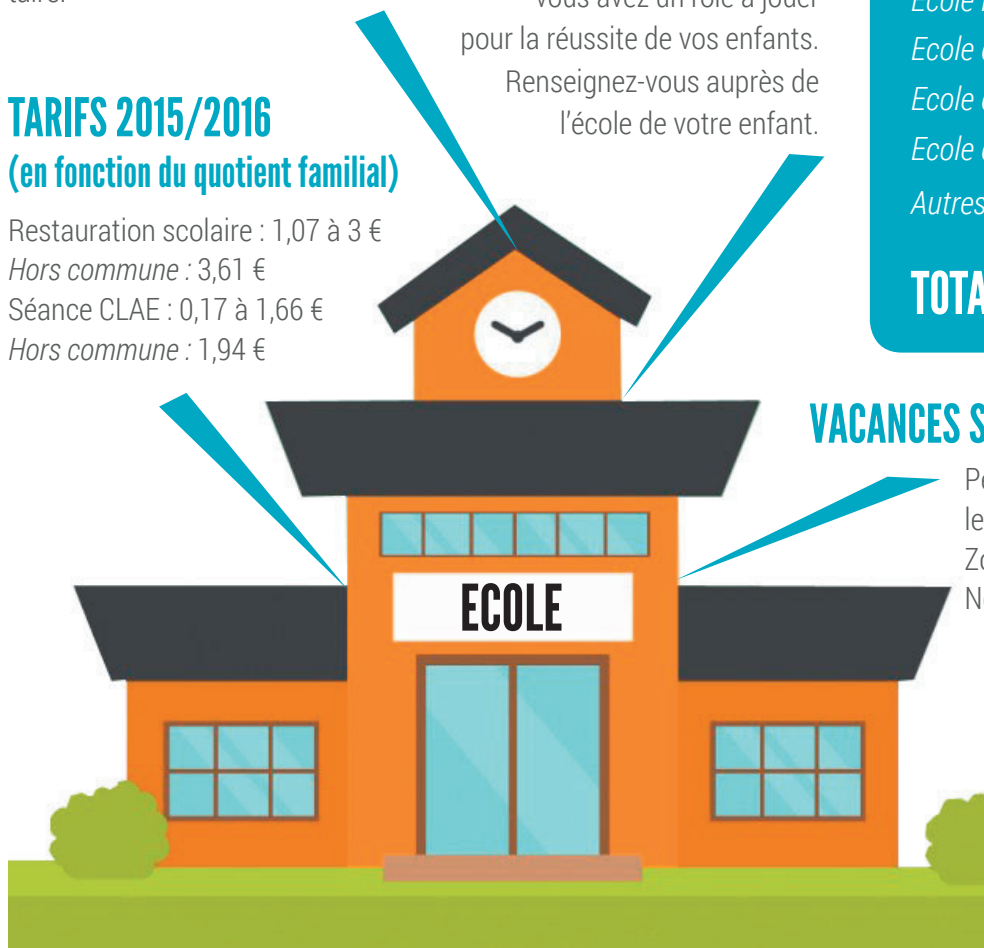 TARIFS 2015/2016
(en fonction du quotient familial)
Restauration scolaire : 1,07 à 3 €
Hors commune : 3,61 €
Séance CLAE : 0,17 à 1,66 €
Hors commune : 1,94 €
vous avez un rôle à jouer
pour la réussite de vos enfants.
Renseignez-vous auprès de
l'école de votre enfant.
Ecole
Ecole
Ecole
Ecole
Autres
VACANCES
ECOLE